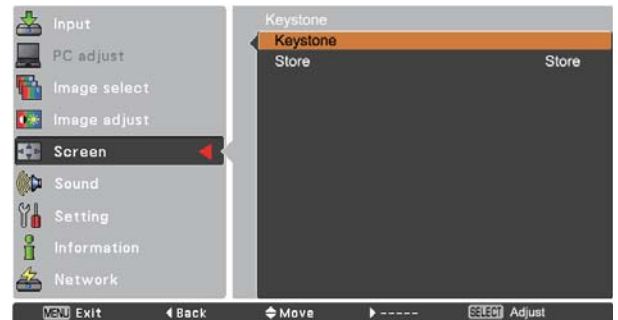 Input
PC adjust
Image select
Image adjust
Screen
Sound
Setting
Information
Network
Keystone
Keystone
Store Store
MENU Exit Back Move ----- SELECT Adjust